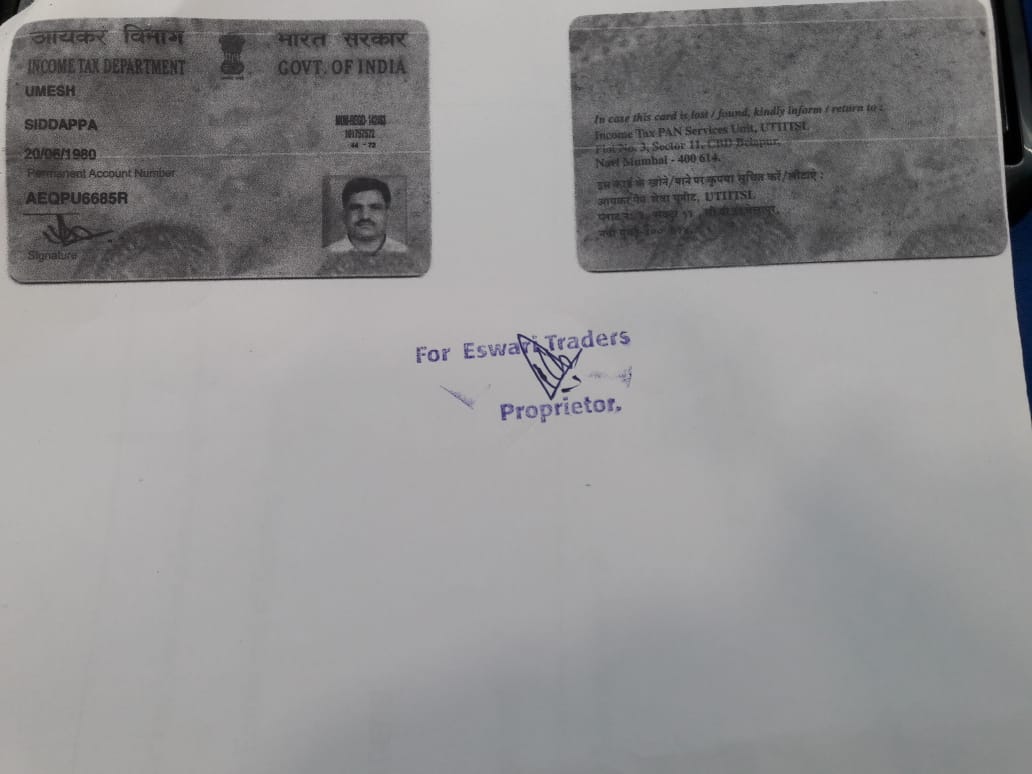 आयकर विभाग
भारत सरकार
INCOME TAX DEPARTMENT
GOVT. OF INDIA
UMESH
SIDDAPPA
20/06/1980
Permanent Account Number
AEQPU6685R
Signature
In case this card is lost / found, kindly inform / return to :
Income Tax PAN Services Unit, UTITSL
Plot No. 3, Sector 11, CBD Belapur,
Navi Mumbai - 400 614.
इस कार्ड के खोने/पाने पर कृपया सूचित करें/लौटाएं :
आयकर पैन सेवा यूनीट, UTITSL
For Eswari Traders
Proprietor.